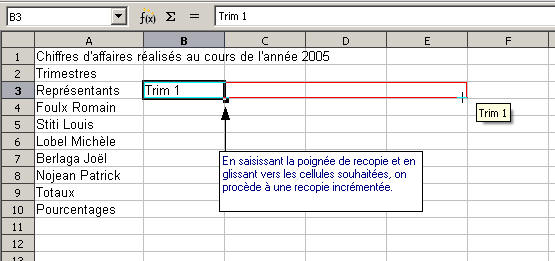 B3
f(x)
Σ
=
Trim 1
A B C D E F
1 Chiffres d'affaires réalisés au cours de l'année 2005
2 Trimestres
3 Représentants Trim 1
4 Foulx Romain
Trim 1
5 Stiti Louis
6 Lobel Michèle
7 Berlaga Joël
8 Nojean Patrick
9 Totaux
10 Pourcentages
11
12
13
En saisissant la poignée de recopie et en
glissant vers les cellules souhaitées, on
procède à une recopie incrémentée.